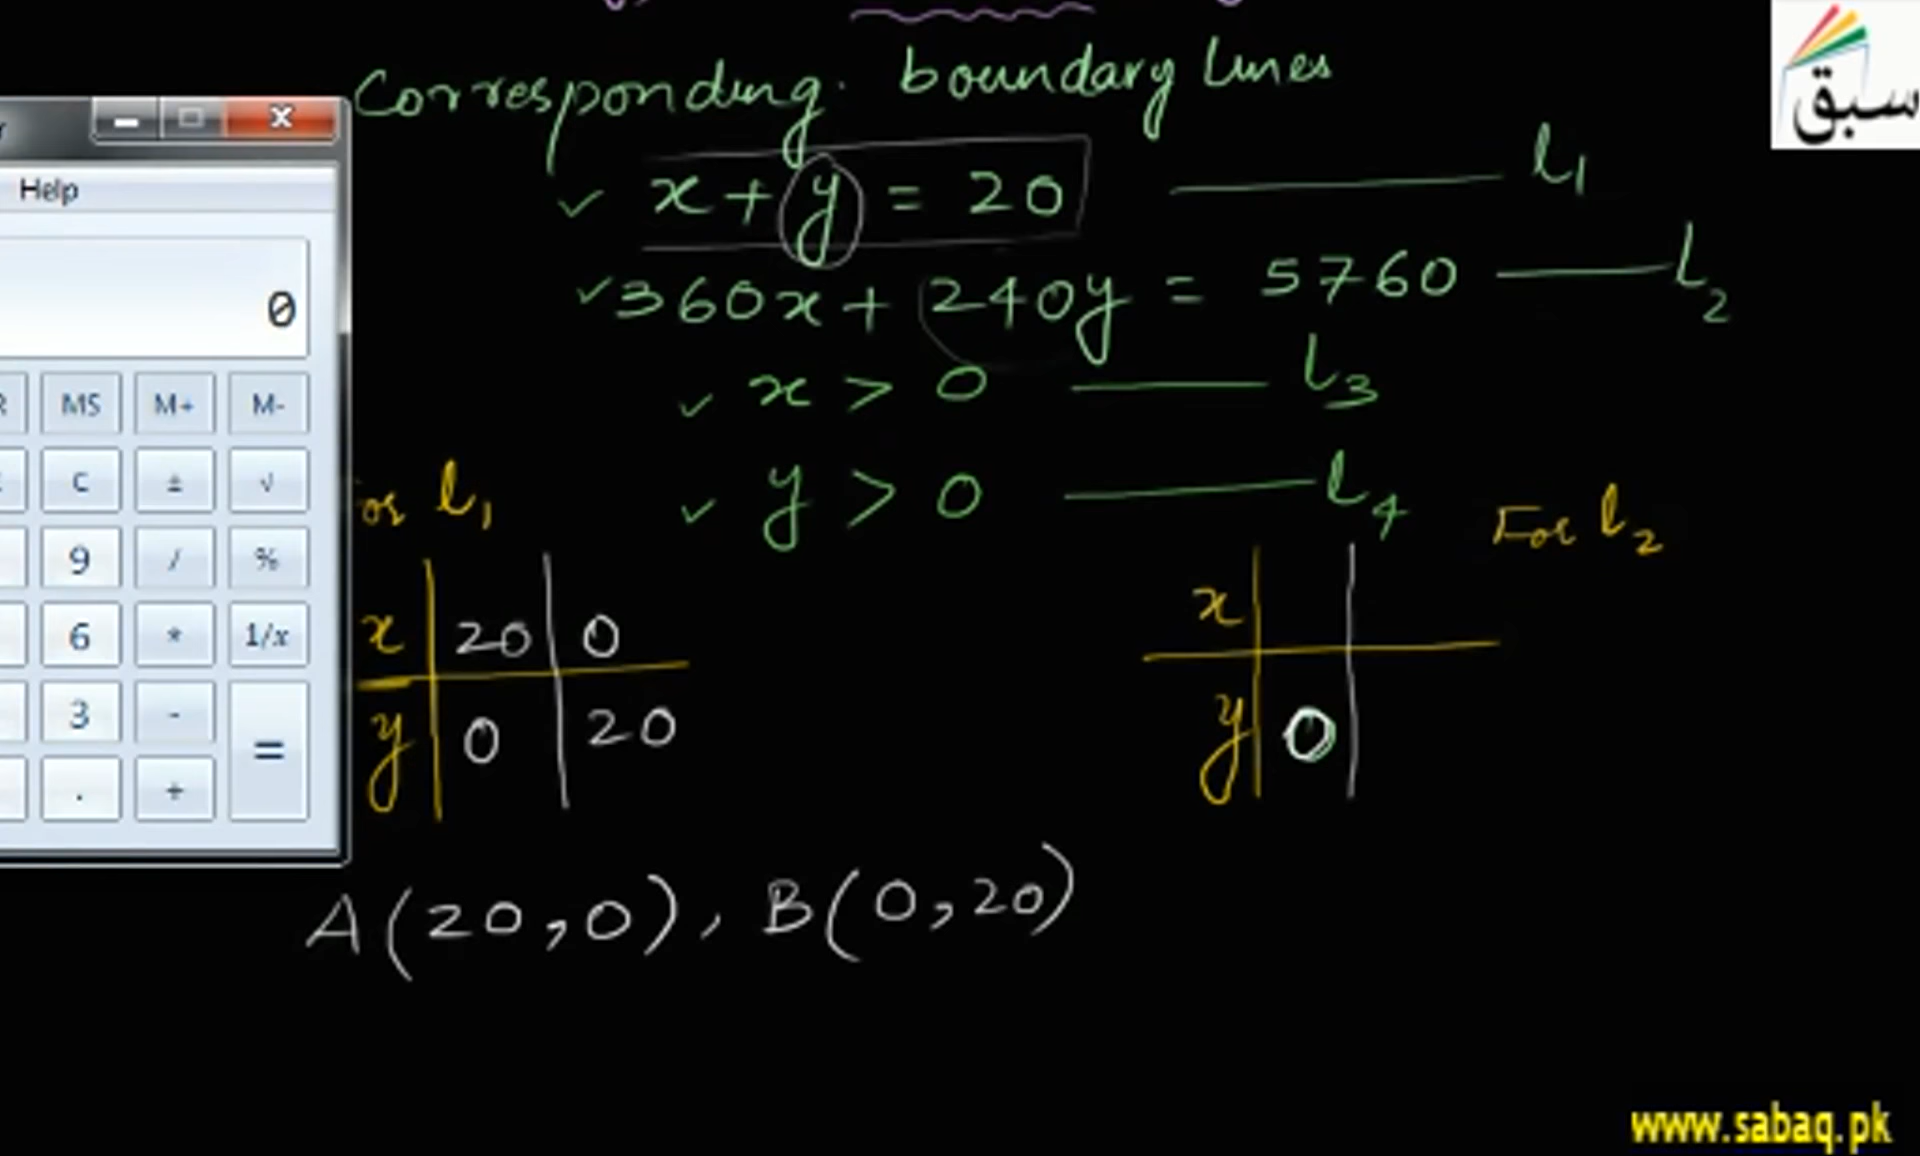 Corresponding boundary lines
سبق
x + y = 20 —— l1
360x + 240y = 5760 —— l2
x > 0 —— l3
y > 0 —— l4
Help
0
MS M+ M-
C ± √
9 / %
6 * 1/x
3 - =
. +
or l1
x 20 0
y 0 20
For l2
x
y 0
A(20,0), B(0,20)
www.sabaq.pk